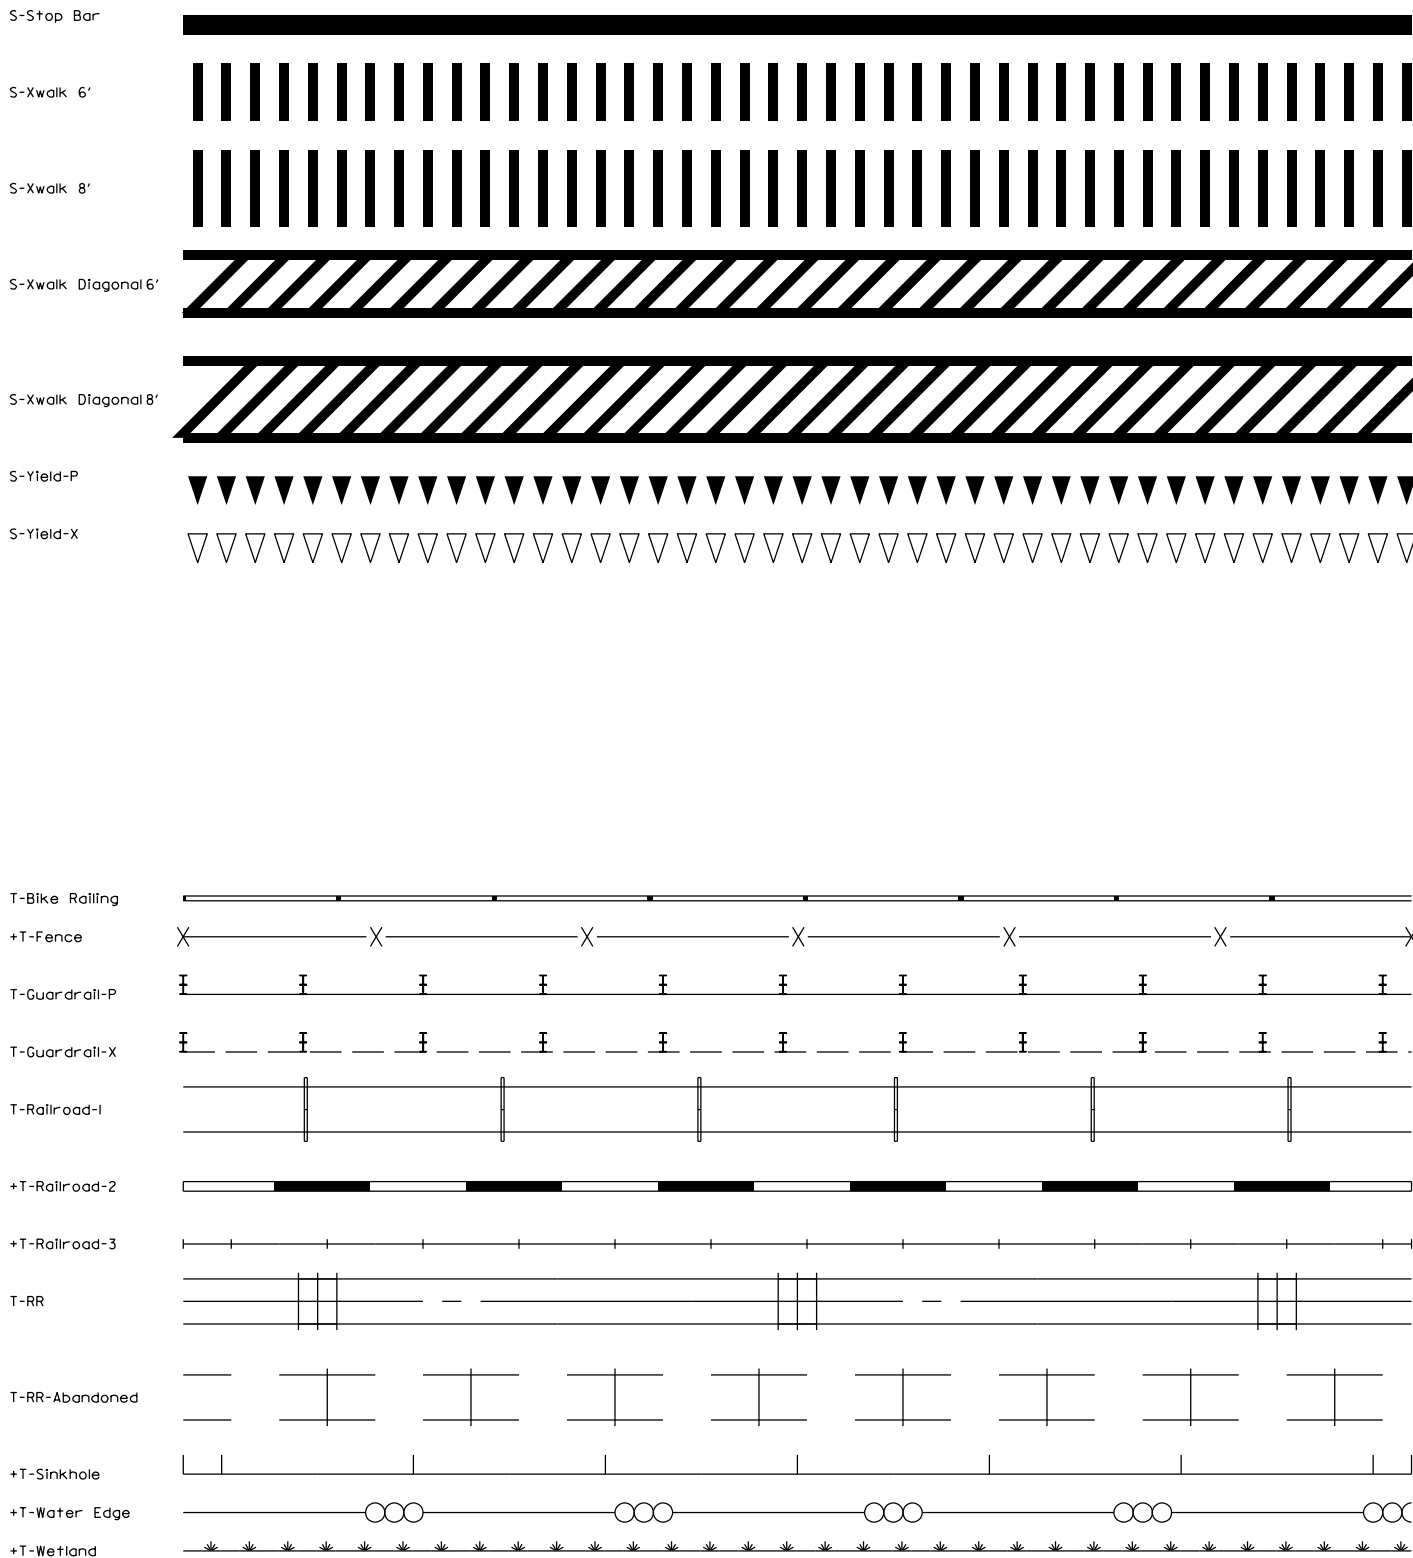 S-Stop Bar
S-Xwalk 6'
S-Xwalk 8'
S-Xwalk Diagonal 6'
S-Xwalk Diagonal 8'
S-Yield-P
S-Yield-X
T-Bike Railing
+T-Fence
T-Guardrail-P
T-Guardrail-X
T-Railroad-1
+T-Railroad-2
+T-Railroad-3
T-RR
T-RR-Abandoned
+T-Sinkhole
+T-Water Edge
+T-Wetland